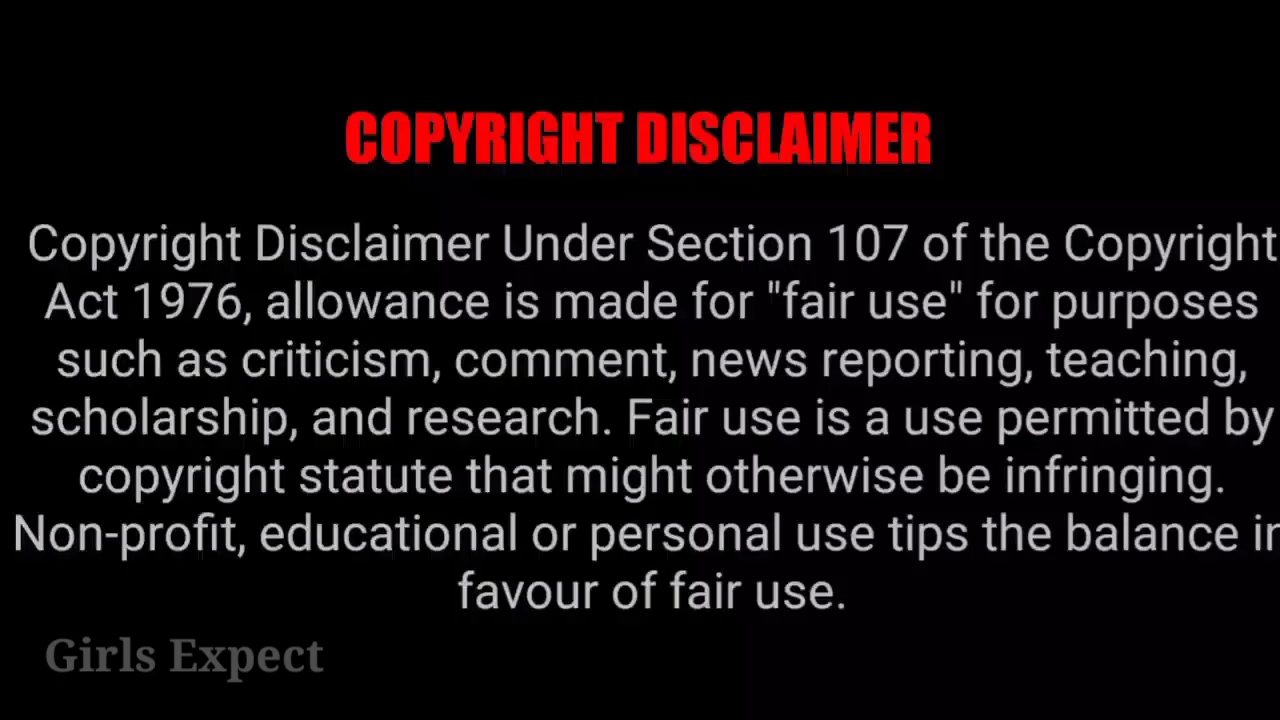 COPYRIGHT DISCLAIMER
Copyright Disclaimer Under Section 107 of the Copyright
Act 1976, allowance is made for "fair use" for purposes
such as criticism, comment, news reporting, teaching,
scholarship, and research. Fair use is a use permitted by
copyright statute that might otherwise be infringing.
Non-profit, educational or personal use tips the balance in
favour of fair use.
Girls Expect